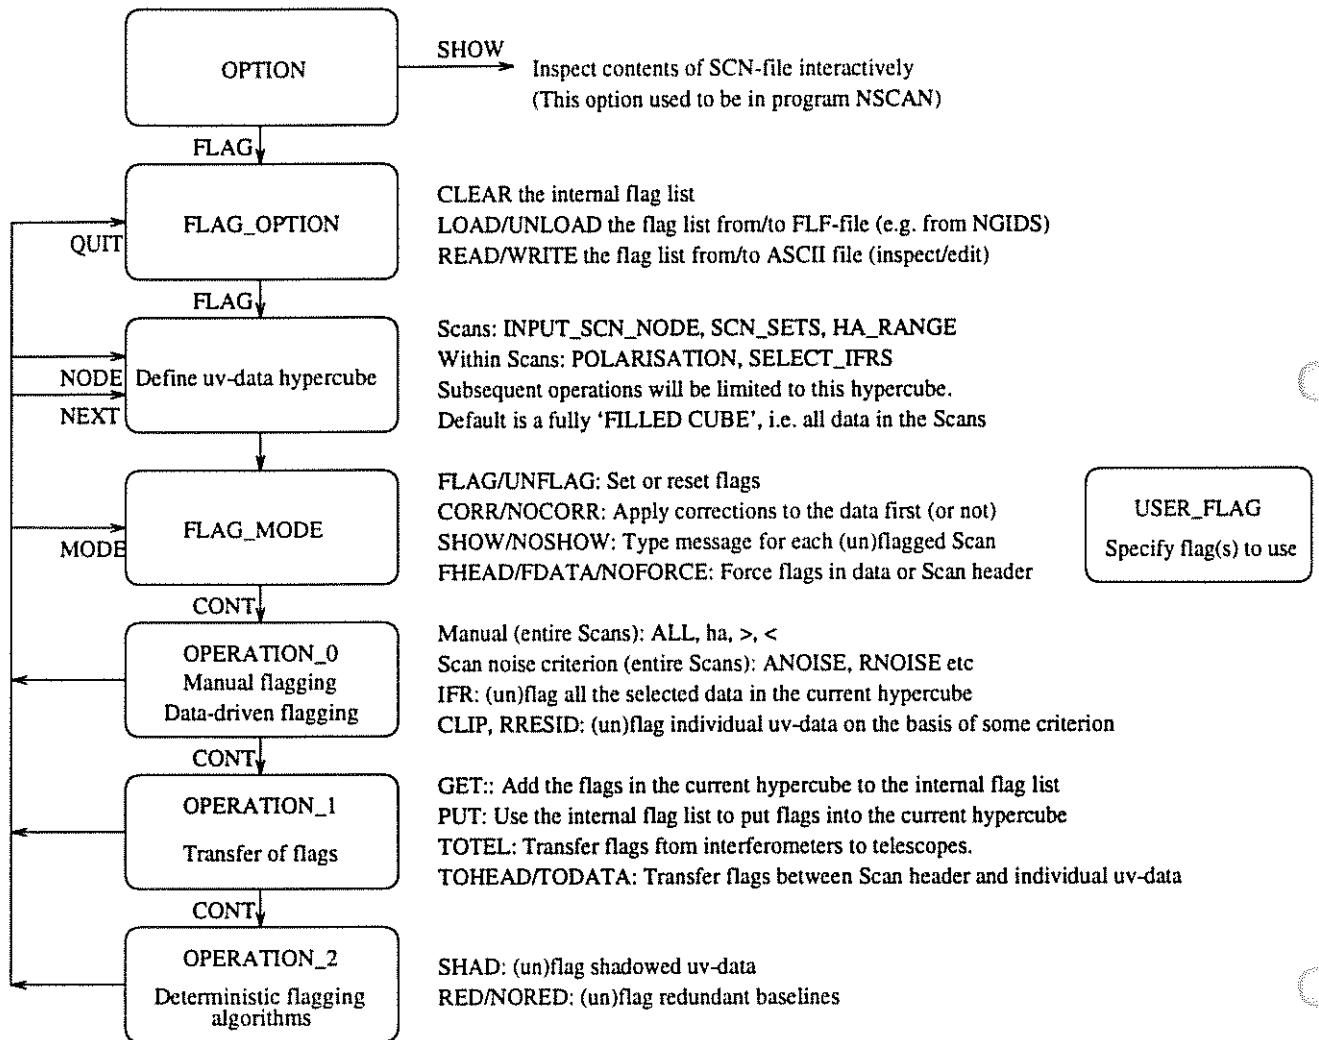 OPTION
SHOW
Inspect contents of SCN-file interactively
(This option used to be in program NSCAN)
FLAG
FLAG_OPTION
QUIT
CLEAR the internal flag list
LOAD/UNLOAD the flag list from/to FLF-file (e.g. from NGIDS)
READ/WRITE the flag list from/to ASCII file (inspect/edit)
FLAG
NODE
Define uv-data hypercube
NEXT
Scans: INPUT_SCN_NODE, SCN_SETS, HA_RANGE
Within Scans: POLARISATION, SELECT_IFRS
Subsequent operations will be limited to this hypercube.
Default is a fully ‘FILLED CUBE’, i.e. all data in the Scans
FLAG_MODE
MODE
FLAG/UNFLAG: Set or reset flags
CORR/NOCORR: Apply corrections to the data first (or not)
SHOW/NOSHOW: Type message for each (un)flagged Scan
FHEAD/FDATA/NOFORCE: Force flags in data or Scan header
USER_FLAG
Specify flag(s) to use
CONT
OPERATION_0
Manual flagging
Data-driven flagging
Manual (entire Scans): ALL, ha, >, <
Scan noise criterion (entire Scans): ANOISE, RNOISE etc
IFR: (un)flag all the selected data in the current hypercube
CLIP, RRESID: (un)flag individual uv-data on the basis of some criterion
CONT
OPERATION_1
Transfer of flags
GET:: Add the flags in the current hypercube to the internal flag list
PUT: Use the internal flag list to put flags into the current hypercube
TOTEL: Transfer flags ftom interferometers to telescopes.
TOHEAD/TODATA: Transfer flags between Scan header and individual uv-data
CONT
OPERATION_2
Deterministic flagging
algorithms
SHAD: (un)flag shadowed uv-data
RED/NORED: (un)flag redundant baselines